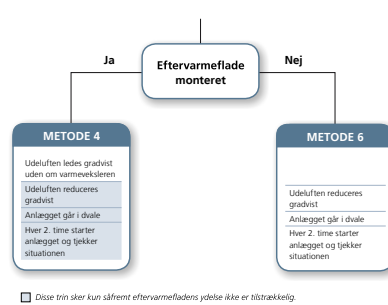 Ja
Eftervarmeflade
monteret
Nej
METODE 4
Udeluften ledes gradvist
uden om varmeveksleren
Udeluften reduceres
gradvist
Anlægget går i dvale
Hver 2. time starter
anlægget og tjekker
situationen
METODE 6
Udeluften reduceres
gradvist
Anlægget går i dvale
Hver 2. time starter
anlægget og tjekker
situationen
Disse trin sker kun såfremt eftervarmefladens ydelse ikke er tilstrækkelig.